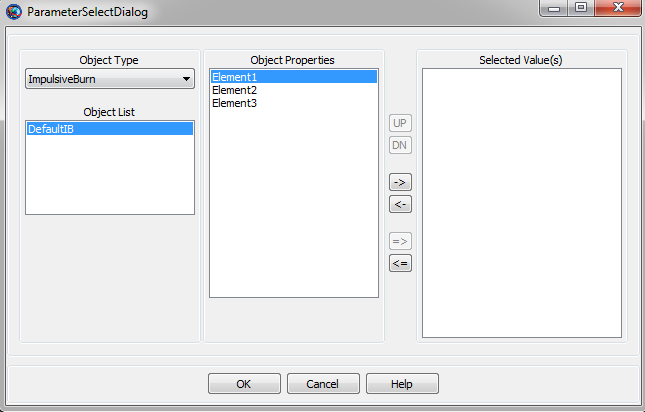 ParameterSelectDialog
Object Type
ImpulsiveBurn
Object List
DefaultIB
Object Properties
Element1
Element2
Element3
UP
DN
->
<-
=>
<=
Selected Value(s)
OK
Cancel
Help